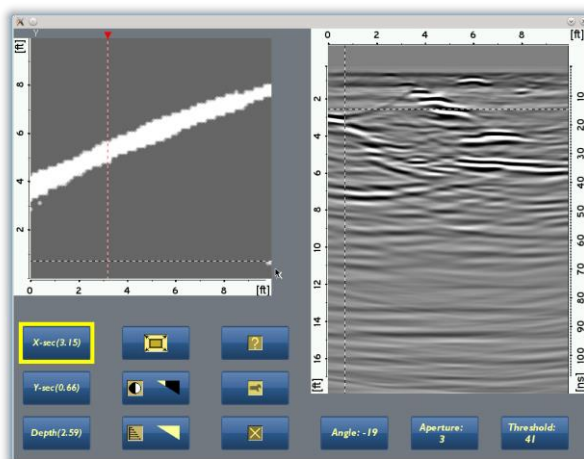 y
[ft]
8
6
4
2
0 2 4 6 8 [ft]
0 2 4 6 8 [ft]
2
4
6
8
10
12
14
16
[ft]
10
20
30
40
50
60
70
80
90
100
[ns]
X-sec(3.15)
?
Y-sec(0.66)
Depth(2.59)
Angle: -19
Aperture:
3
Threshold:
41